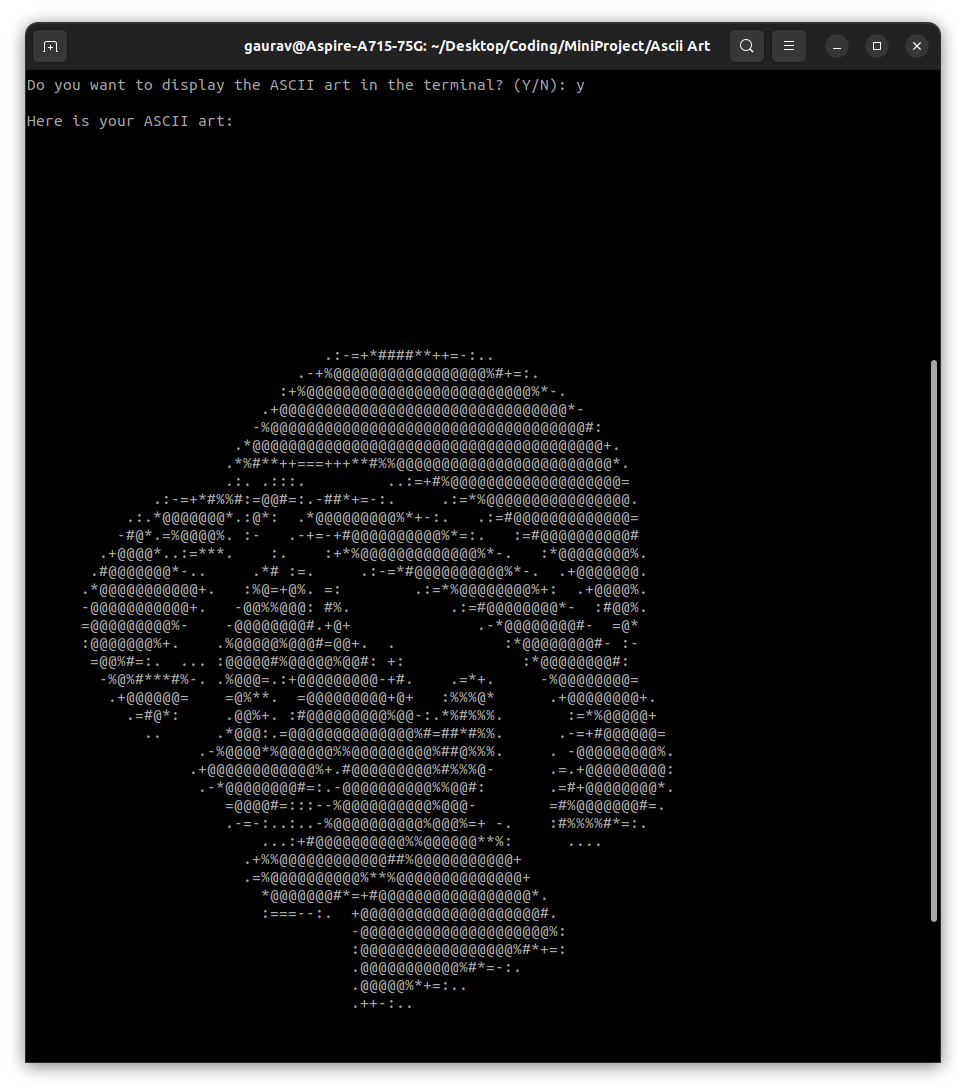 gaurav@Aspire-A715-75G: ~/Desktop/Coding/MiniProject/Ascii Art
Do you want to display the ASCII art in the terminal? (Y/N): y
Here is your ASCII art: